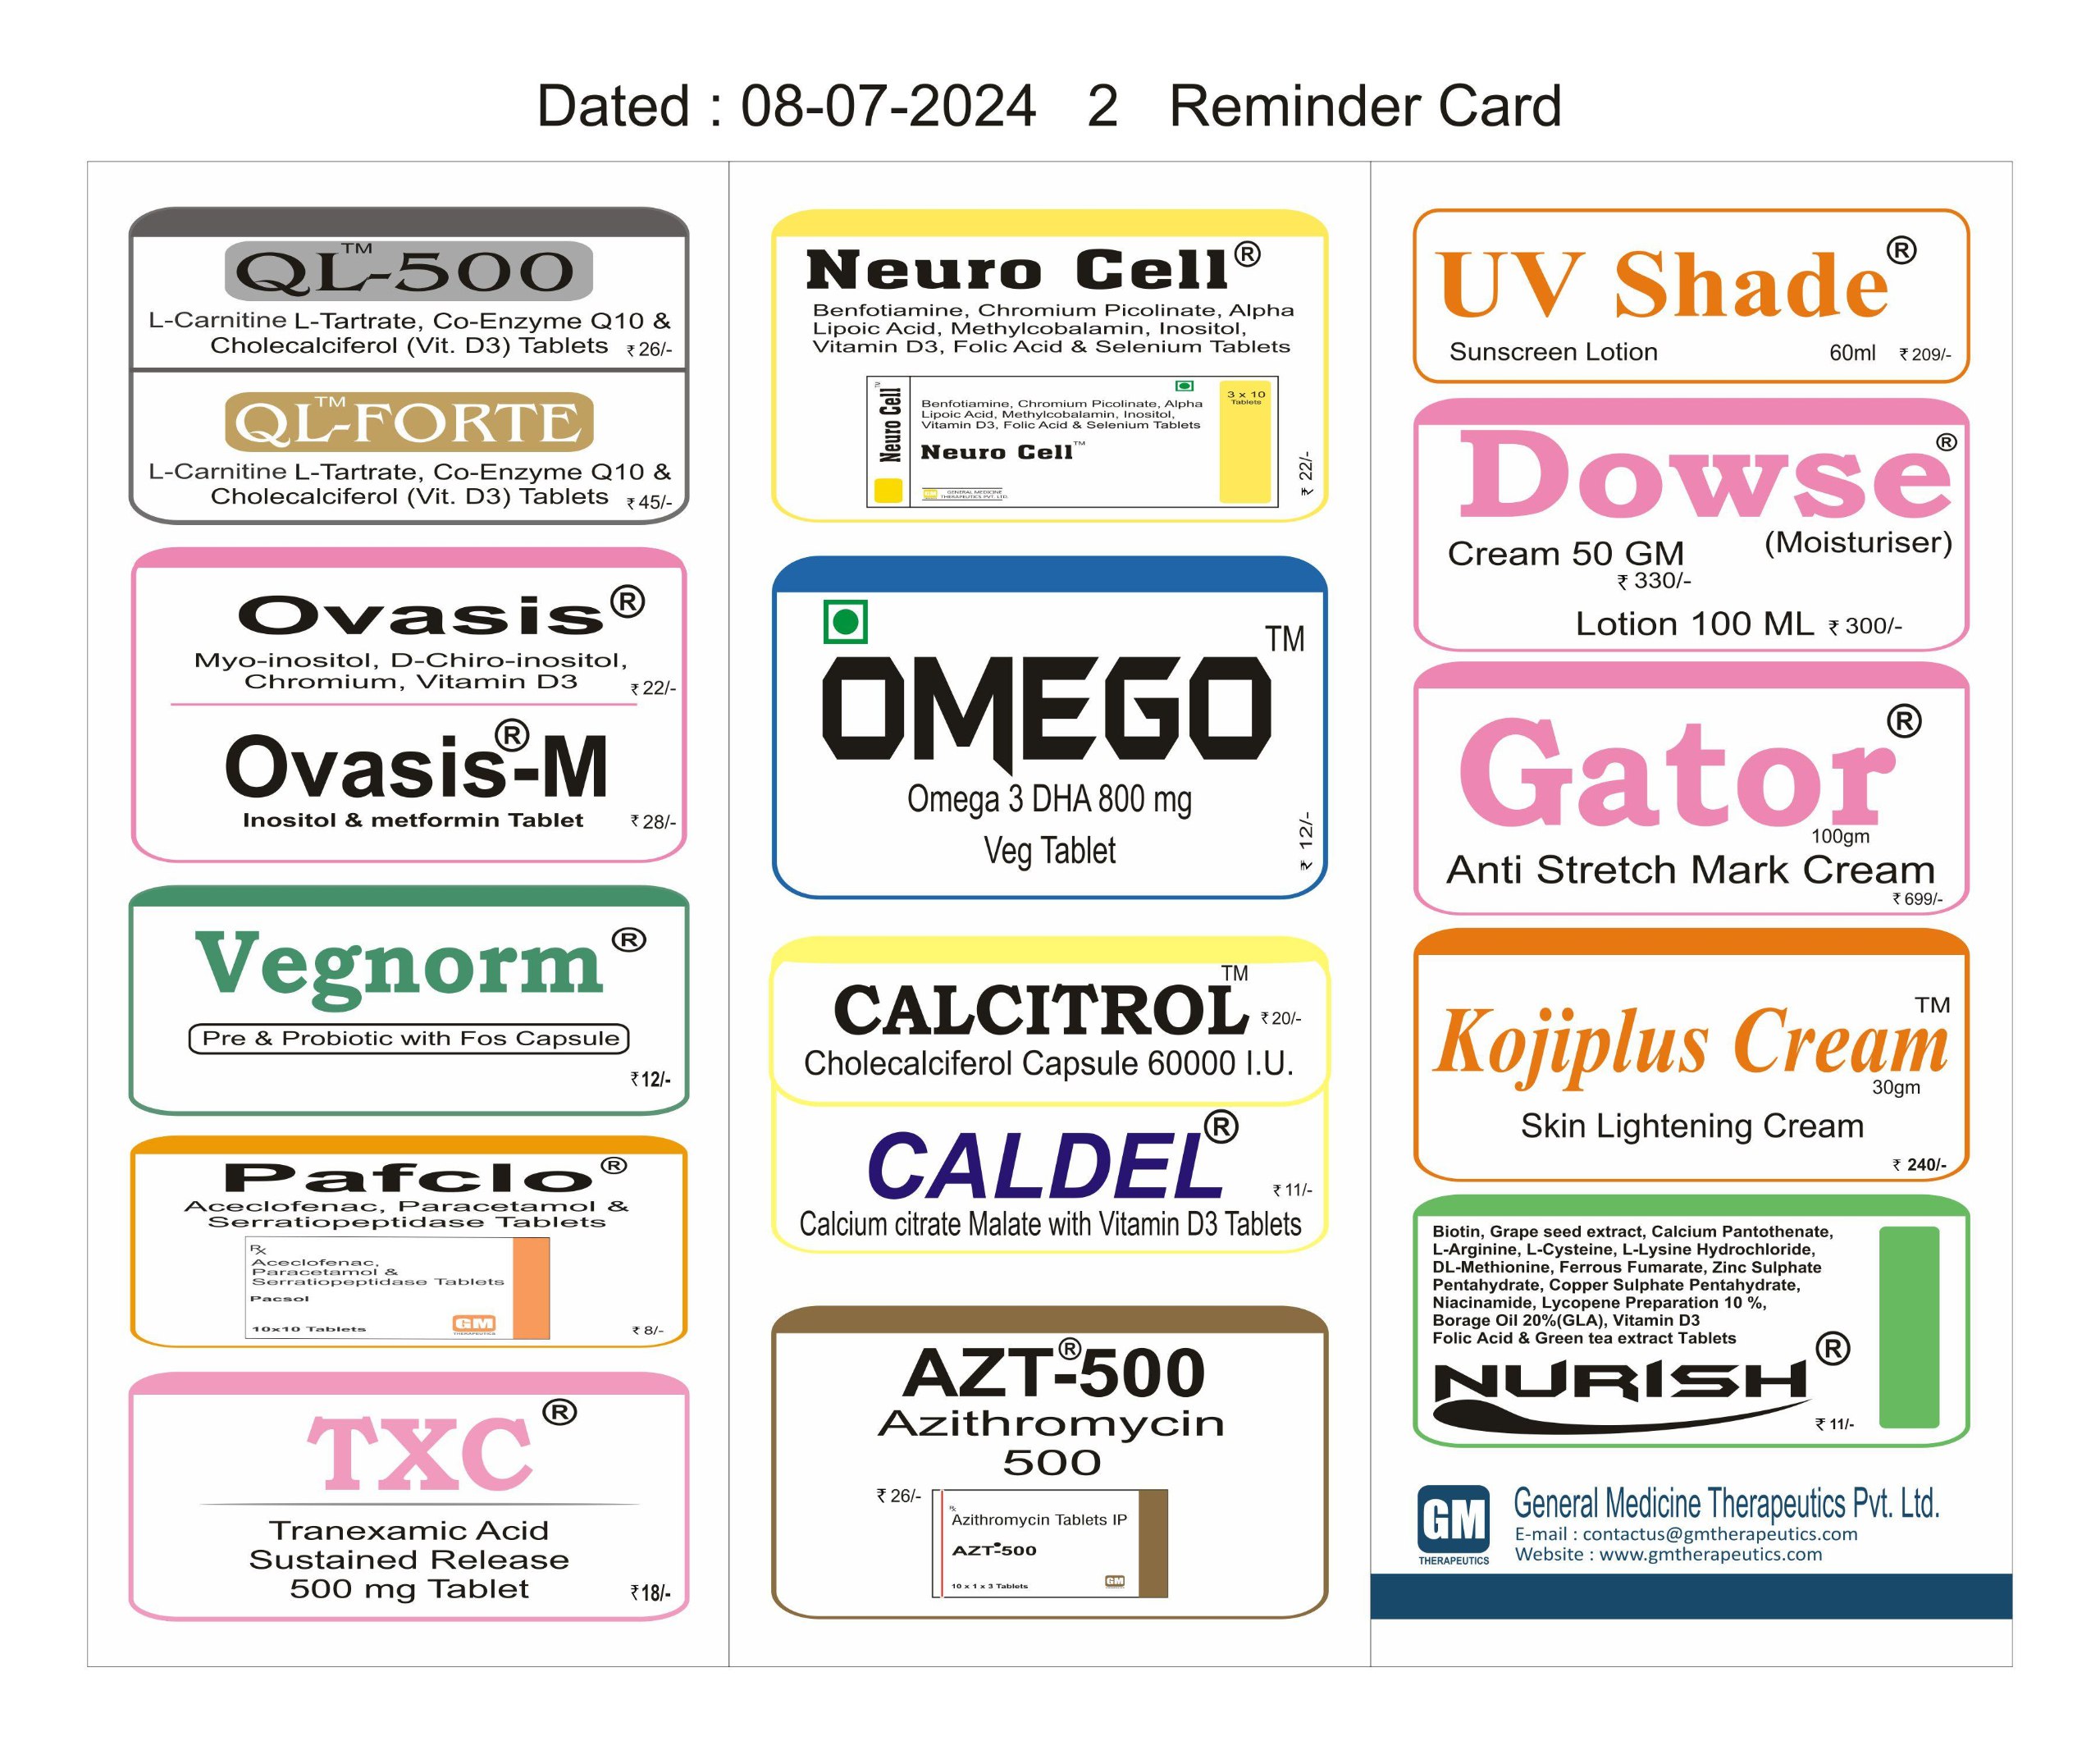 Dated : 08-07-2024 2 Reminder Card
QL™-500
L-Carnitine L-Tartrate, Co-Enzyme Q10 &
Cholecalciferol (Vit. D3) Tablets ₹ 26/-
QL™-FORTE
L-Carnitine L-Tartrate, Co-Enzyme Q10 &
Cholecalciferol (Vit. D3) Tablets ₹ 45/-
Ovasis®
Myo-inositol, D-Chiro-inositol,
Chromium, Vitamin D3 ₹ 22/-
Ovasis®-M
Inositol & metformin Tablet ₹ 28/-
Vegnorm®
Pre & Probiotic with Fos Capsule
₹ 12/-
Pafclo®
Aceclofenac, Paracetamol &
Serratiopeptidase Tablets
℞
Aceclofenac,
Paracetamol &
Serratiopeptidase Tablets
Pacsol
10x10 Tablets
GM
THERAPEUTICS
₹ 8/-
TXC®
Tranexamic Acid
Sustained Release
500 mg Tablet ₹ 18/-
Neuro Cell®
Benfotiamine, Chromium Picolinate, Alpha
Lipoic Acid, Methylcobalamin, Inositol,
Vitamin D3, Folic Acid & Selenium Tablets
Neuro Cell™
Benfotiamine, Chromium Picolinate, Alpha
Lipoic Acid, Methylcobalamin, Inositol,
Vitamin D3, Folic Acid & Selenium Tablets
Neuro Cell™
3 x 10
Tablets
GM
GENERAL MEDICINE
THERAPEUTICS PVT. LTD.
₹ 22/-
OMEGO™
Omega 3 DHA 800 mg
Veg Tablet
₹ 12/-
CALCITROL™ ₹ 20/-
Cholecalciferol Capsule 60000 I.U.
CALDEL®
₹ 11/-
Calcium citrate Malate with Vitamin D3 Tablets
AZT®-500
Azithromycin
500
₹ 26/-
℞
Azithromycin Tablets IP
AZT-500
10 x 1 x 3 Tablets
GM
UV Shade®
Sunscreen Lotion 60ml ₹ 209/-
Dowse®
(Moisturiser)
Cream 50 GM
₹ 330/-
Lotion 100 ML ₹ 300/-
Gator®
100gm
Anti Stretch Mark Cream
₹ 699/-
Kojiplus Cream™
30gm
Skin Lightening Cream
₹ 240/-
Biotin, Grape seed extract, Calcium Pantothenate,
L-Arginine, L-Cysteine, L-Lysine Hydrochloride,
DL-Methionine, Ferrous Fumarate, Zinc Sulphate
Pentahydrate, Copper Sulphate Pentahydrate,
Niacinamide, Lycopene Preparation 10 %,
Borage Oil 20%(GLA), Vitamin D3
Folic Acid & Green tea extract Tablets
NURISH®
₹ 11/-
GM
THERAPEUTICS
General Medicine Therapeutics Pvt. Ltd.
E-mail : contactus@gmtherapeutics.com
Website : www.gmtherapeutics.com